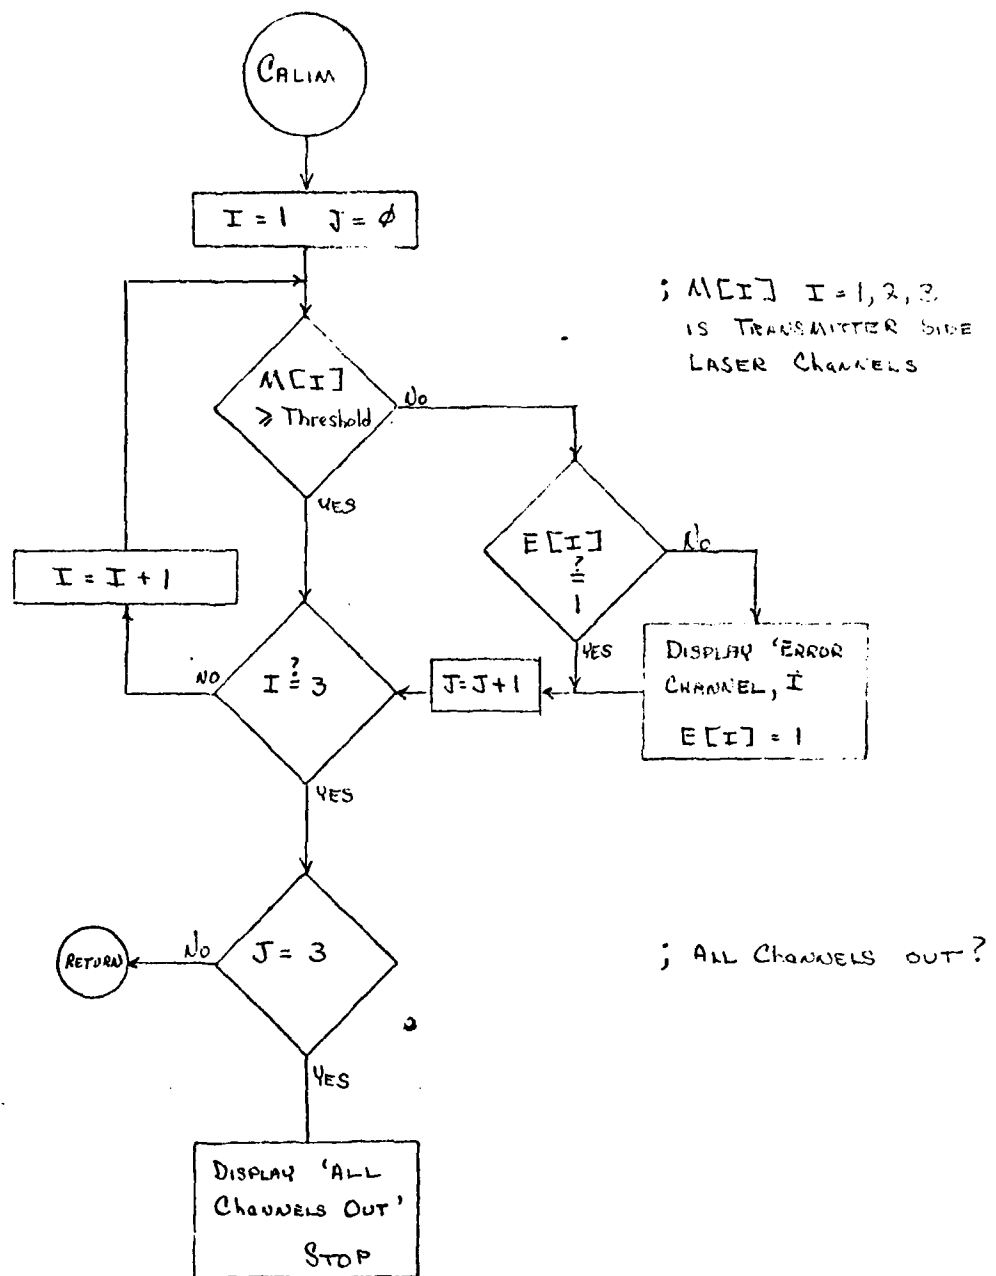 CALIM
I = 1 J = ϕ
; M[I] I = 1, 2, 3
IS TRANSMITTER SIDE
LASER ChANNELS
M[I]
≥ Threshold
No
YES
E[I]
?
=
1
No
YES
I = I + 1
DISPLAY 'ERROR
CHANNEL, I
E[I] = 1
J=J+1
I ?= 3
NO
YES
J = 3
No
RETURN
; ALL ChANNELS OUT?
YES
DISPLAY 'ALL
ChANNELS OUT'
STOP